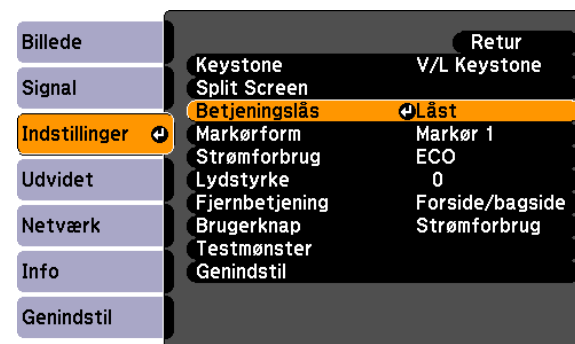 Billede
Signal
Indstillinger
Udvidet
Netværk
Info
Genindstil
Retur
Keystone V/L Keystone
Split Screen
Betjeningslås Låst
Markørform Markør 1
Strømforbrug ECO
Lydstyrke 0
Fjernbetjening Forside/bagside
Brugerknap Strømforbrug
Testmønster
Genindstil